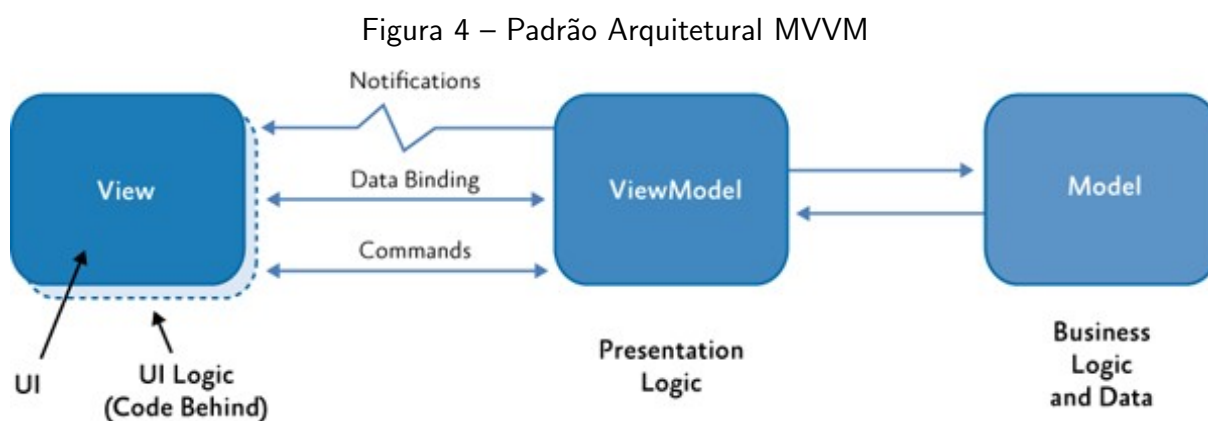 Figura 4 – Padrão Arquitetural MVVM
Notifications
View
Data Binding
ViewModel
Model
Commands
UI
UI Logic
(Code Behind)
Presentation
Logic
Business
Logic
and Data